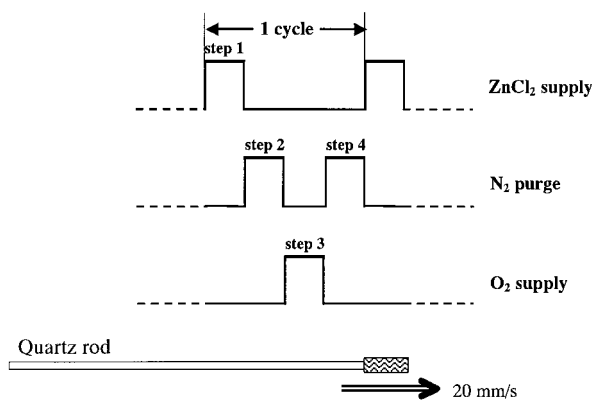 1 cycle
step 1
ZnCl₂ supply
step 2
step 4
N₂ purge
step 3
O₂ supply
Quartz rod
20 mm/s